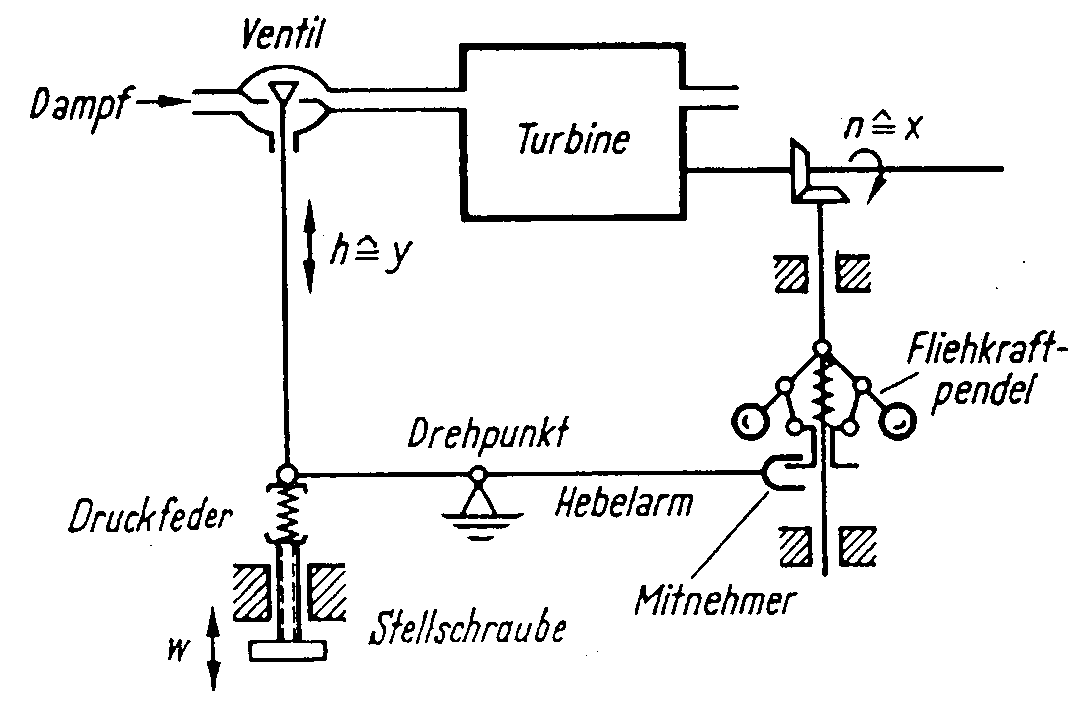 Ventil
Dampf
Turbine
n ≙ x
h ≙ y
Fliehkraft-
pendel
Drehpunkt
Hebelarm
Druckfeder
Mitnehmer
Stellschraube
w